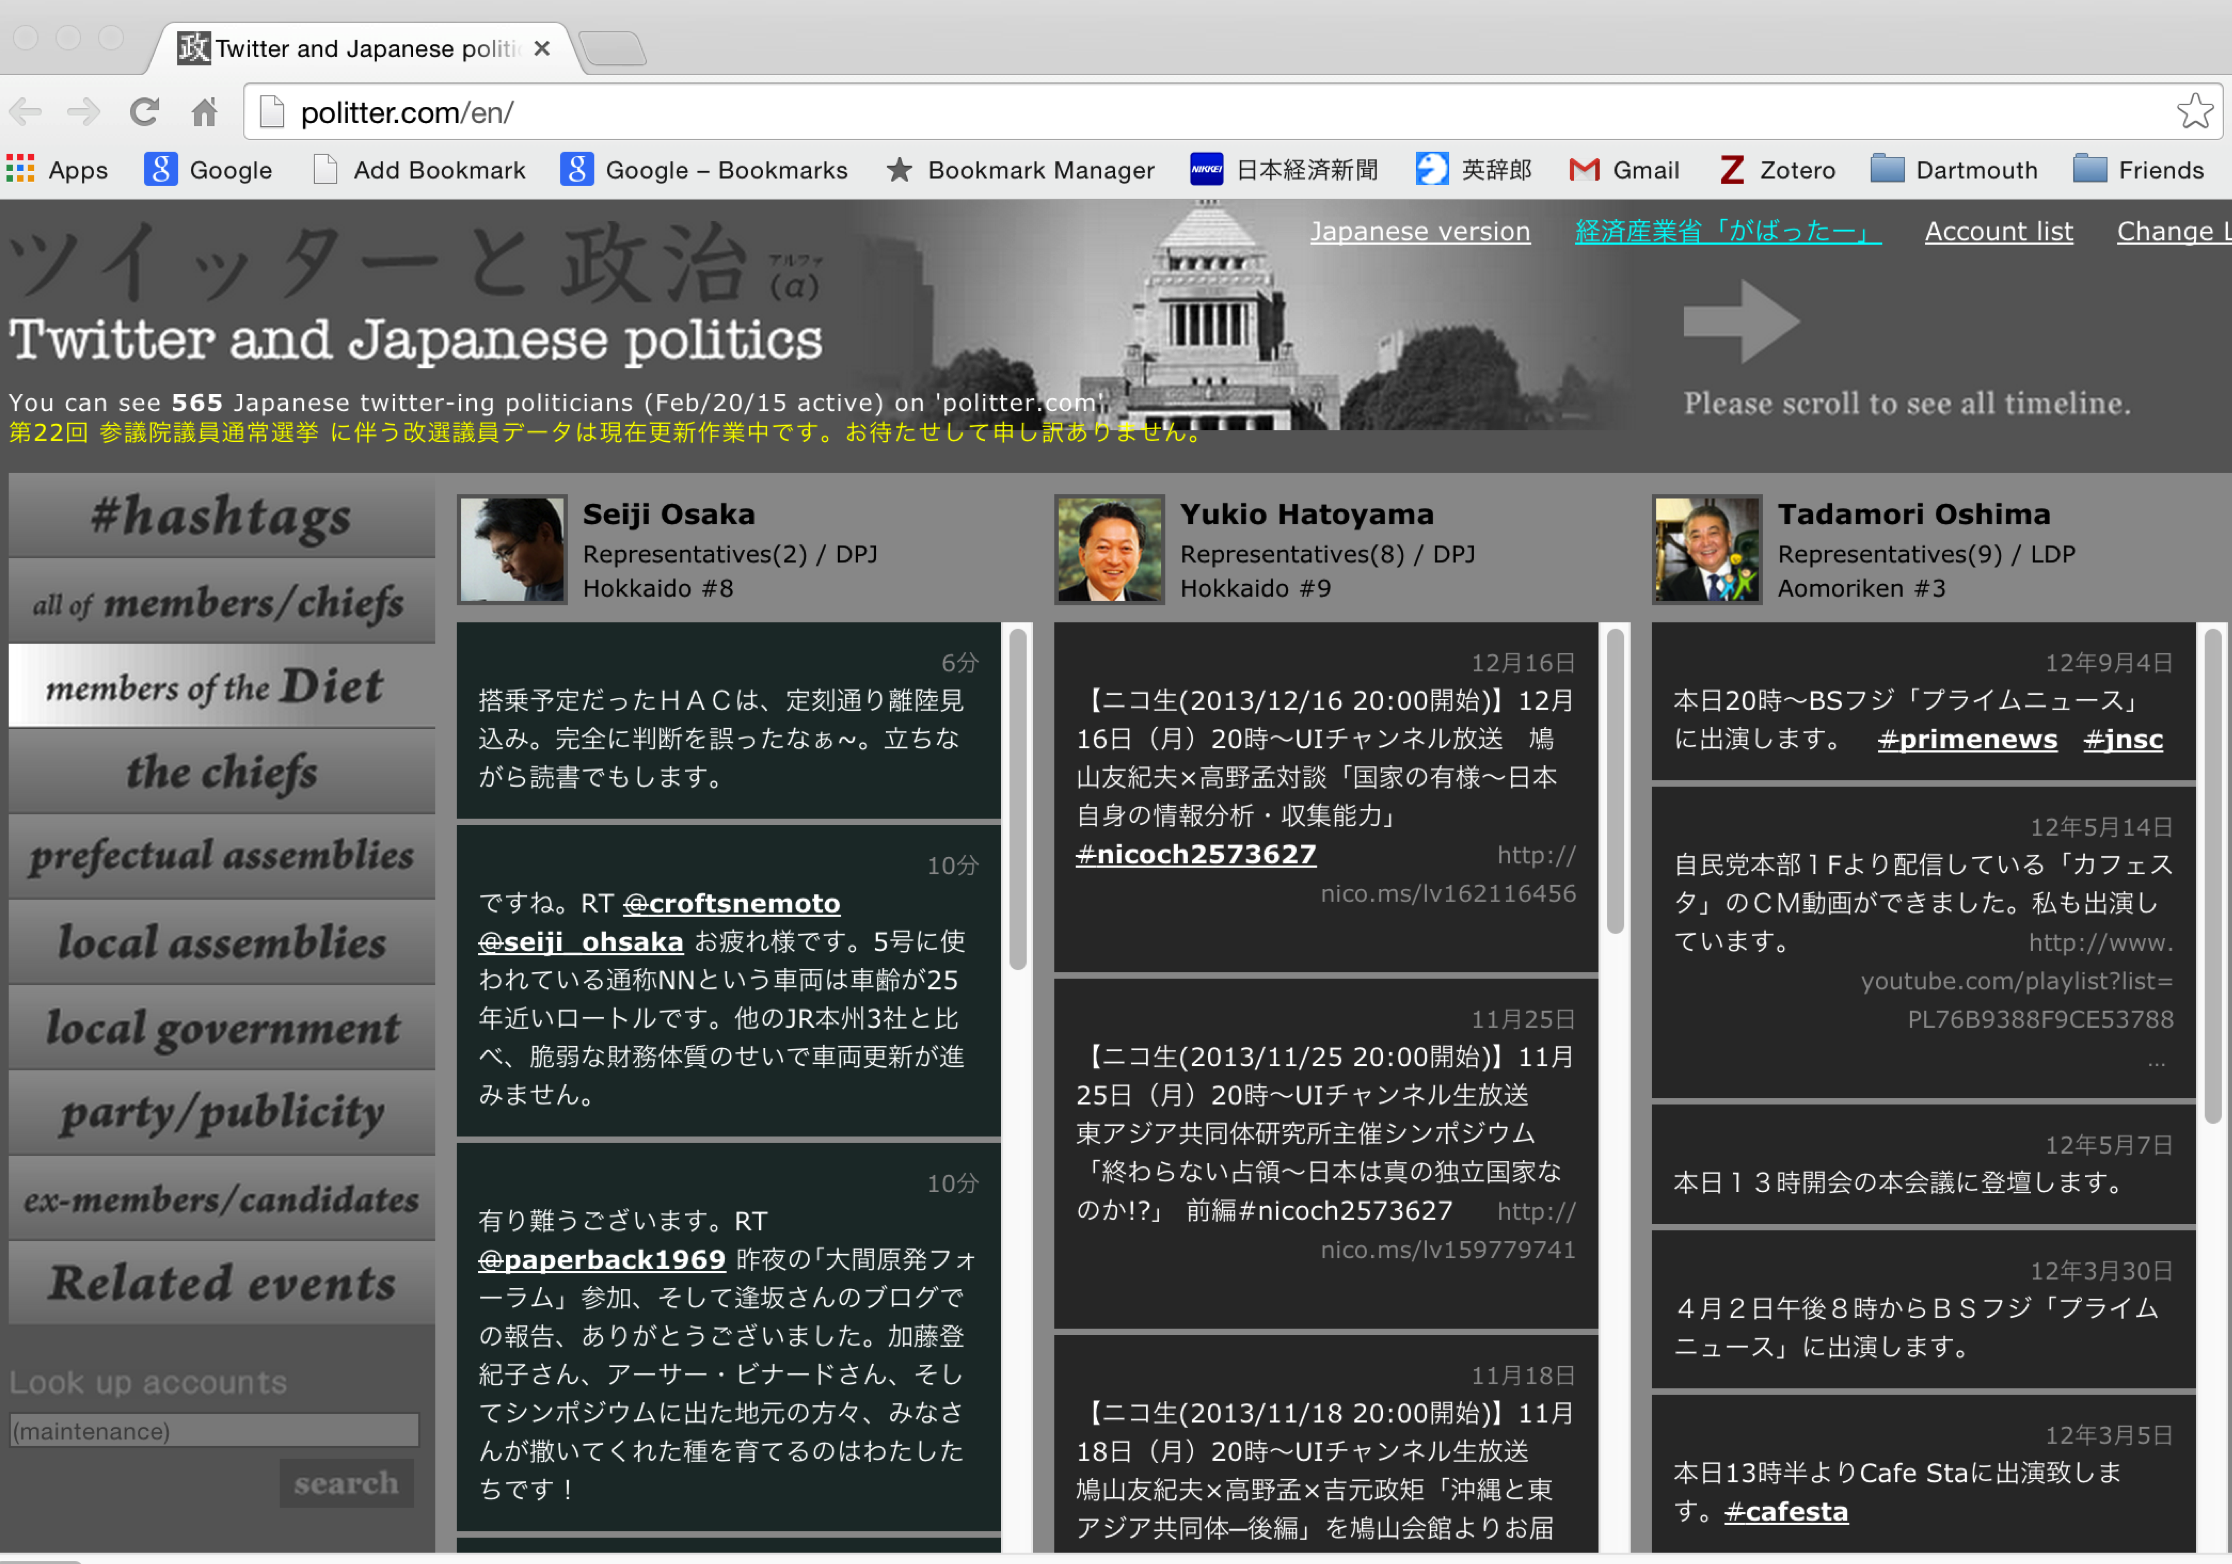 政 Twitter and Japanese politi
politter.com/en/
Apps Google Add Bookmark Google – Bookmarks Bookmark Manager NIKKEI 日本経済新聞 英辞郎 Gmail Zotero Dartmouth Friends
ツイッターと政治 アルファ (α)
Japanese version 経済産業省「がばったー」 Account list Change L
Twitter and Japanese politics
Please scroll to see all timeline.
You can see 565 Japanese twitter-ing politicians (Feb/20/15 active) on 'politter.com'
第22回 参議院議員通常選挙 に伴う改選議員データは現在更新作業中です。お待たせして申し訳ありません。
#hashtags
all of members/chiefs
members of the Diet
the chiefs
prefectual assemblies
local assemblies
local government
party/publicity
ex-members/candidates
Related events
Look up accounts
(maintenance)
search
Seiji Osaka
Representatives(2) / DPJ
Hokkaido #8
6分
搭乗予定だったＨＡＣは、定刻通り離陸見
込み。完全に判断を誤ったなぁ~。立ちな
がら読書でもします。
10分
ですね。RT @croftsnemoto
@seiji_ohsaka お疲れ様です。5号に使
われている通称NNという車両は車齢が25
年近いロートルです。他のJR本州3社と比
べ、脆弱な財務体質のせいで車両更新が進
みません。
10分
有り難うございます。RT
@paperback1969 昨夜の｢大間原発フォ
ーラム」参加、そして逢坂さんのブログで
の報告、ありがとうございました。加藤登
紀子さん、アーサー・ビナードさん、そし
てシンポジウムに出た地元の方々、みなさ
んが撒いてくれた種を育てるのはわたした
ちです！
Yukio Hatoyama
Representatives(8) / DPJ
Hokkaido #9
12月16日
【ニコ生(2013/12/16 20:00開始)】12月
16日（月）20時～UIチャンネル放送　鳩
山友紀夫×高野孟対談「国家の有様～日本
自身の情報分析・収集能力」
#nicoch2573627 http://
nico.ms/lv162116456
11月25日
【ニコ生(2013/11/25 20:00開始)】11月
25日（月）20時～UIチャンネル生放送
東アジア共同体研究所主催シンポジウム
「終わらない占領～日本は真の独立国家な
のか!?」 前編#nicoch2573627 http://
nico.ms/lv159779741
11月18日
【ニコ生(2013/11/18 20:00開始)】11月
18日（月）20時～UIチャンネル生放送
鳩山友紀夫×高野孟×吉元政矩「沖縄と東
アジア共同体―後編」を鳩山会館よりお届
Tadamori Oshima
Representatives(9) / LDP
Aomoriken #3
12年9月4日
本日20時～BSフジ「プライムニュース」
に出演します。 #primenews #jnsc
12年5月14日
自民党本部１Fより配信している「カフェス
タ」のＣＭ動画ができました。私も出演し
ています。 http://www.
youtube.com/playlist?list=
PL76B9388F9CE53788
...
12年5月7日
本日１３時開会の本会議に登壇します。
12年3月30日
４月２日午後８時からＢＳフジ「プライム
ニュース」に出演します。
12年3月5日
本日13時半よりCafe Staに出演致しま
す。#cafesta